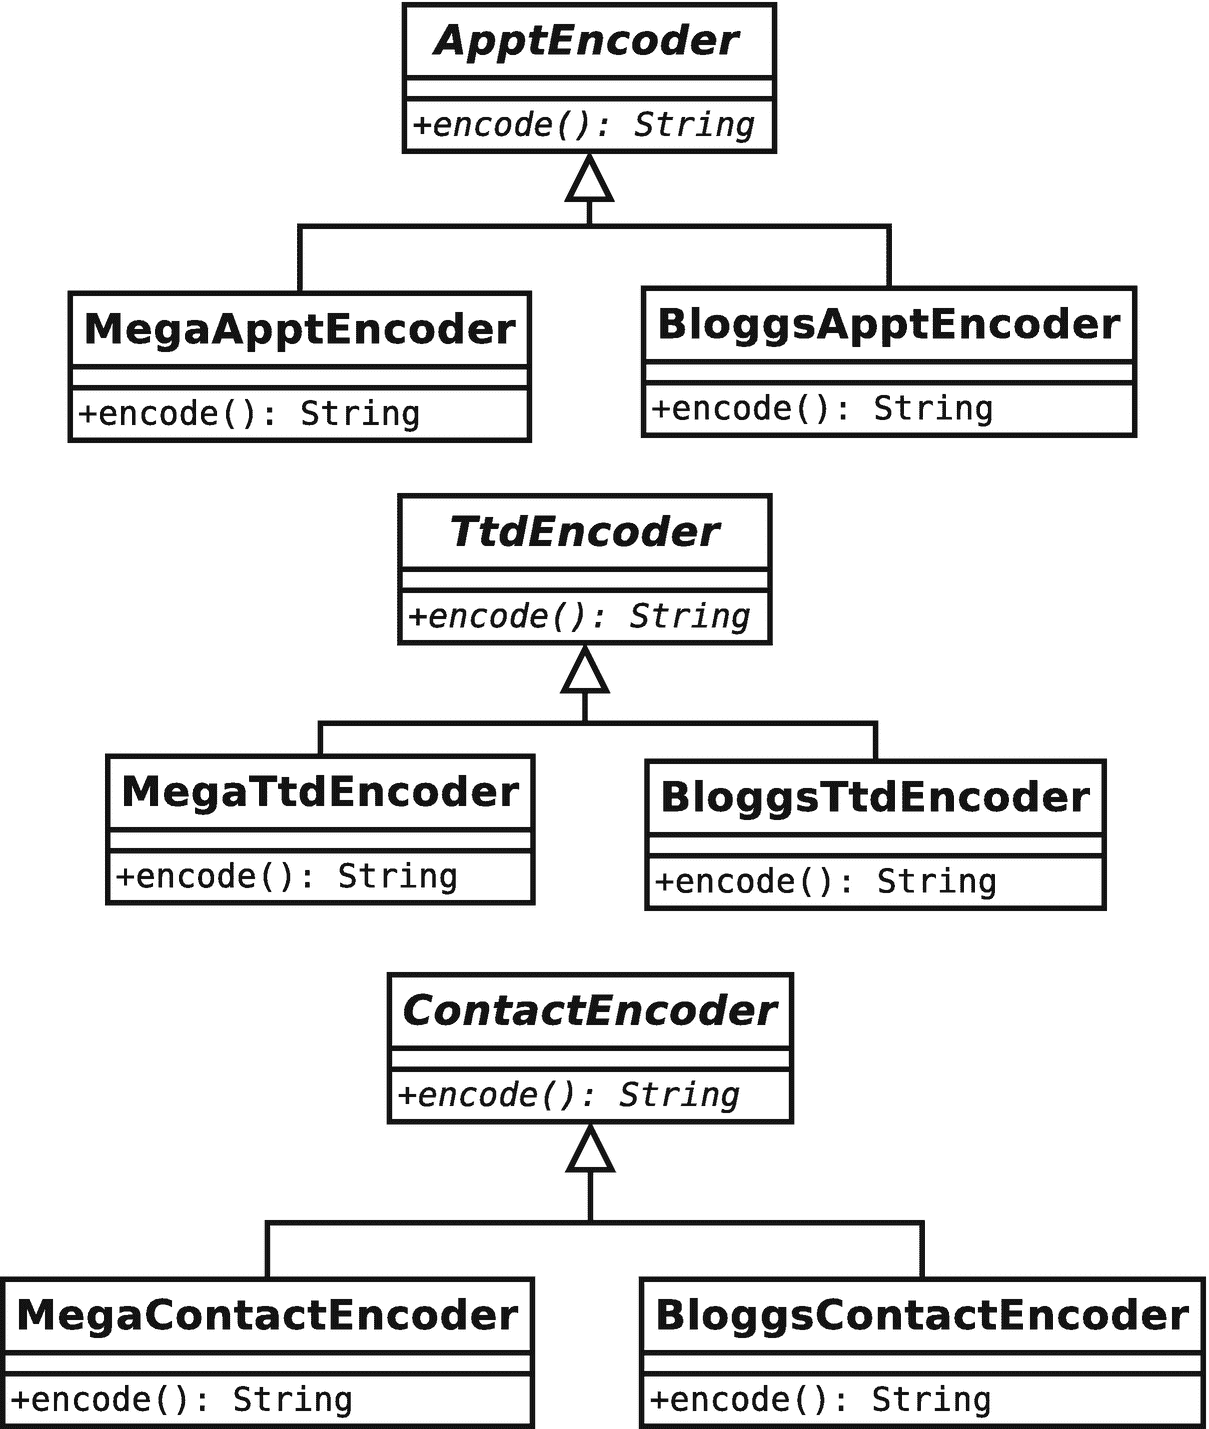 ApptEncoder
+encode(): String
MegaApptEncoder
+encode(): String
BloggsApptEncoder
+encode(): String
TtdEncoder
+encode(): String
MegaTtdEncoder
+encode(): String
BloggsTtdEncoder
+encode(): String
ContactEncoder
+encode(): String
MegaContactEncoder
+encode(): String
BloggsContactEncoder
+encode(): String